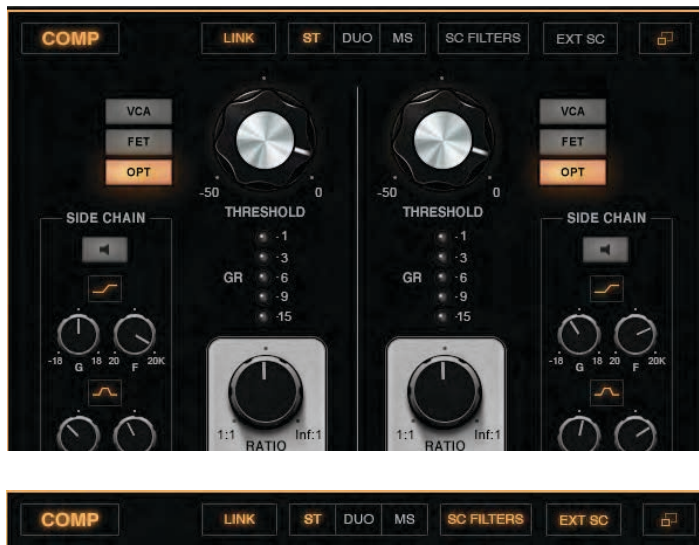 COMP LINK ST DUO MS SC FILTERS EXT SC
VCA VCA
FET FET
OPT OPT
-50 0 -50 0
THRESHOLD THRESHOLD
SIDE CHAIN SIDE CHAIN
-1 -1
-3 -3
GR -6 GR -6
-9 -9
-15 -15
-18 G 18 20 F 20K -18 G 18 20 F 20K
1:1 Inf:1 1:1 Inf:1
RATIO RATIO
COMP LINK ST DUO MS SC FILTERS EXT SC